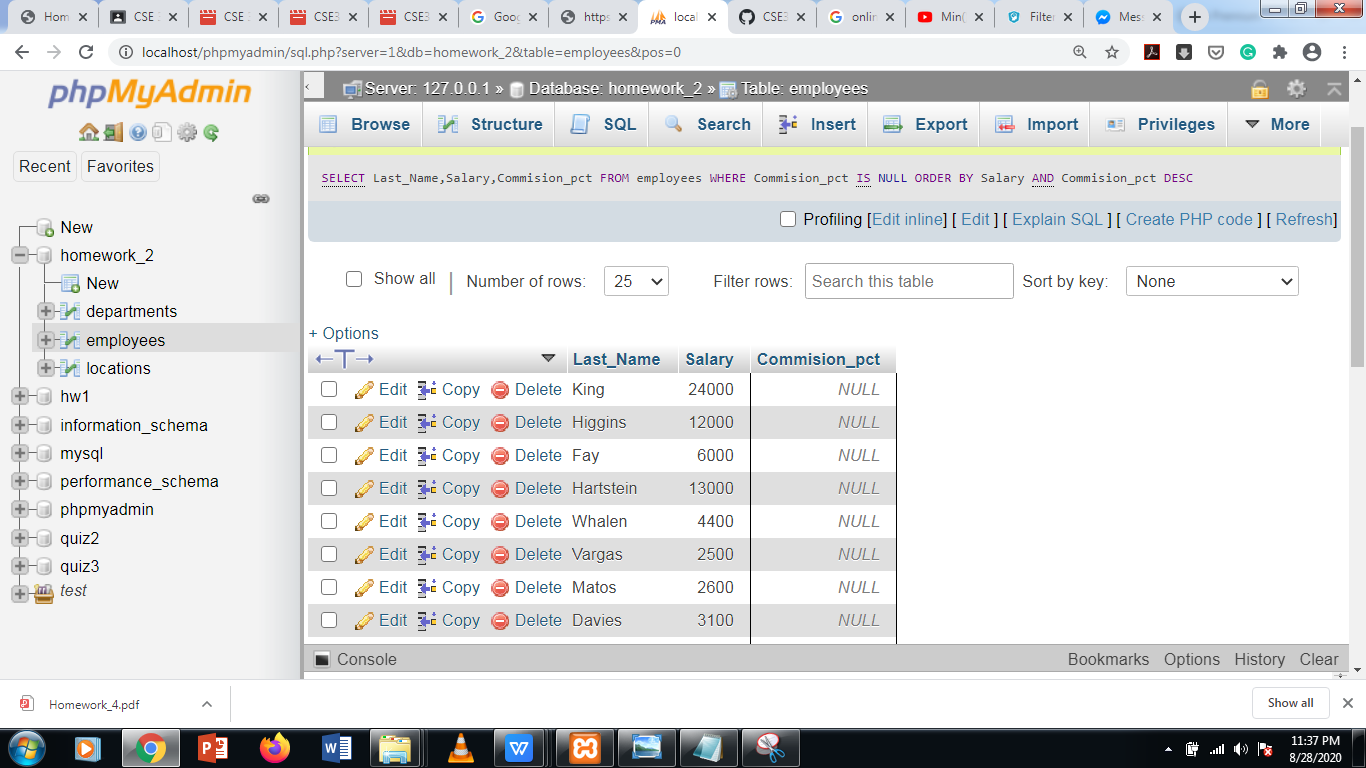 Hom
CSE
CSE
CSE3
CSE3
Goog
https
local
CSE3
onlin
Min(
Filter
Mess
localhost/phpmyadmin/sql.php?server=1&db=homework_2&table=employees&pos=0
phpMyAdmin
Recent Favorites
New
homework_2
New
departments
employees
locations
hw1
information_schema
mysql
performance_schema
phpmyadmin
quiz2
quiz3
test
Server: 127.0.0.1 » Database: homework_2 » Table: employees
Browse Structure SQL Search Insert Export Import Privileges More
SELECT Last_Name,Salary,Commision_pct FROM employees WHERE Commision_pct IS NULL ORDER BY Salary AND Commision_pct DESC
Profiling [Edit inline] [ Edit ] [ Explain SQL ] [ Create PHP code ] [ Refresh]
Show all Number of rows: 25 Filter rows: Search this table Sort by key: None
+ Options
Last_Name Salary Commision_pct
Edit Copy Delete King 24000 NULL
Edit Copy Delete Higgins 12000 NULL
Edit Copy Delete Fay 6000 NULL
Edit Copy Delete Hartstein 13000 NULL
Edit Copy Delete Whalen 4400 NULL
Edit Copy Delete Vargas 2500 NULL
Edit Copy Delete Matos 2600 NULL
Edit Copy Delete Davies 3100 NULL
Console Bookmarks Options History Clear
Homework_4.pdf Show all
11:37 PM
8/28/2020